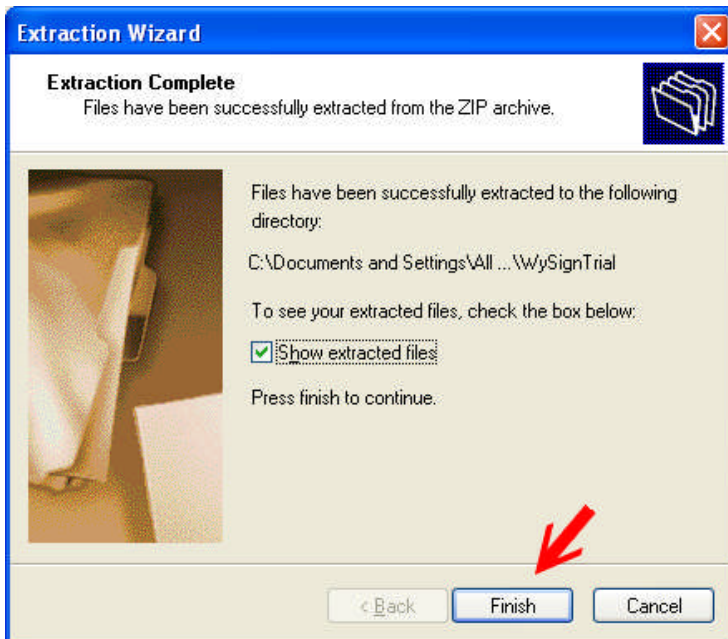 Extraction Wizard
Extraction Complete
Files have been successfully extracted from the ZIP archive.
Files have been successfully extracted to the following
directory:
C:\Documents and Settings\All ...\WySignTrial
To see your extracted files, check the box below:
Show extracted files
Press finish to continue.
< Back Finish Cancel